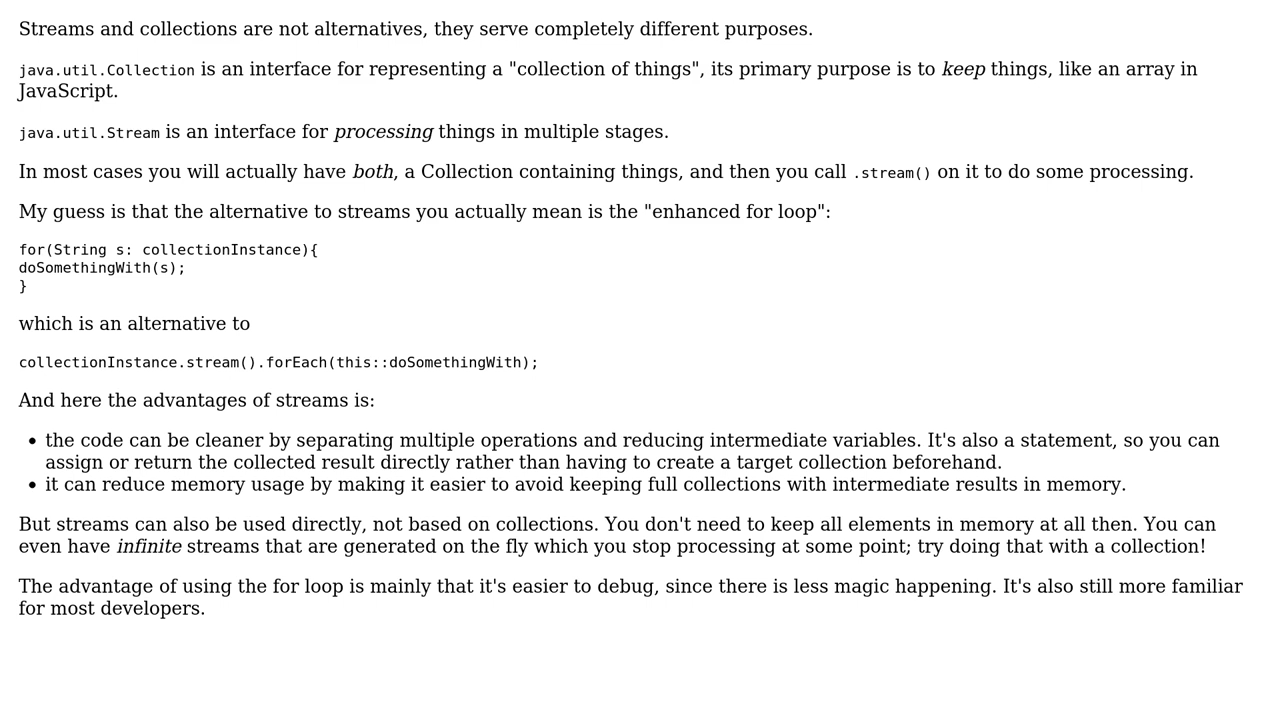 Streams and collections are not alternatives, they serve completely different purposes.
java.util.Collection is an interface for representing a "collection of things", its primary purpose is to keep things, like an array in
JavaScript.
java.util.Stream is an interface for processing things in multiple stages.
In most cases you will actually have both, a Collection containing things, and then you call .stream() on it to do some processing.
My guess is that the alternative to streams you actually mean is the "enhanced for loop":
for(String s: collectionInstance){
doSomethingWith(s);
}
which is an alternative to
collectionInstance.stream().forEach(this::doSomethingWith);
And here the advantages of streams is:
• the code can be cleaner by separating multiple operations and reducing intermediate variables. It's also a statement, so you can
assign or return the collected result directly rather than having to create a target collection beforehand.
• it can reduce memory usage by making it easier to avoid keeping full collections with intermediate results in memory.
But streams can also be used directly, not based on collections. You don't need to keep all elements in memory at all then. You can
even have infinite streams that are generated on the fly which you stop processing at some point; try doing that with a collection!
The advantage of using the for loop is mainly that it's easier to debug, since there is less magic happening. It's also still more familiar
for most developers.